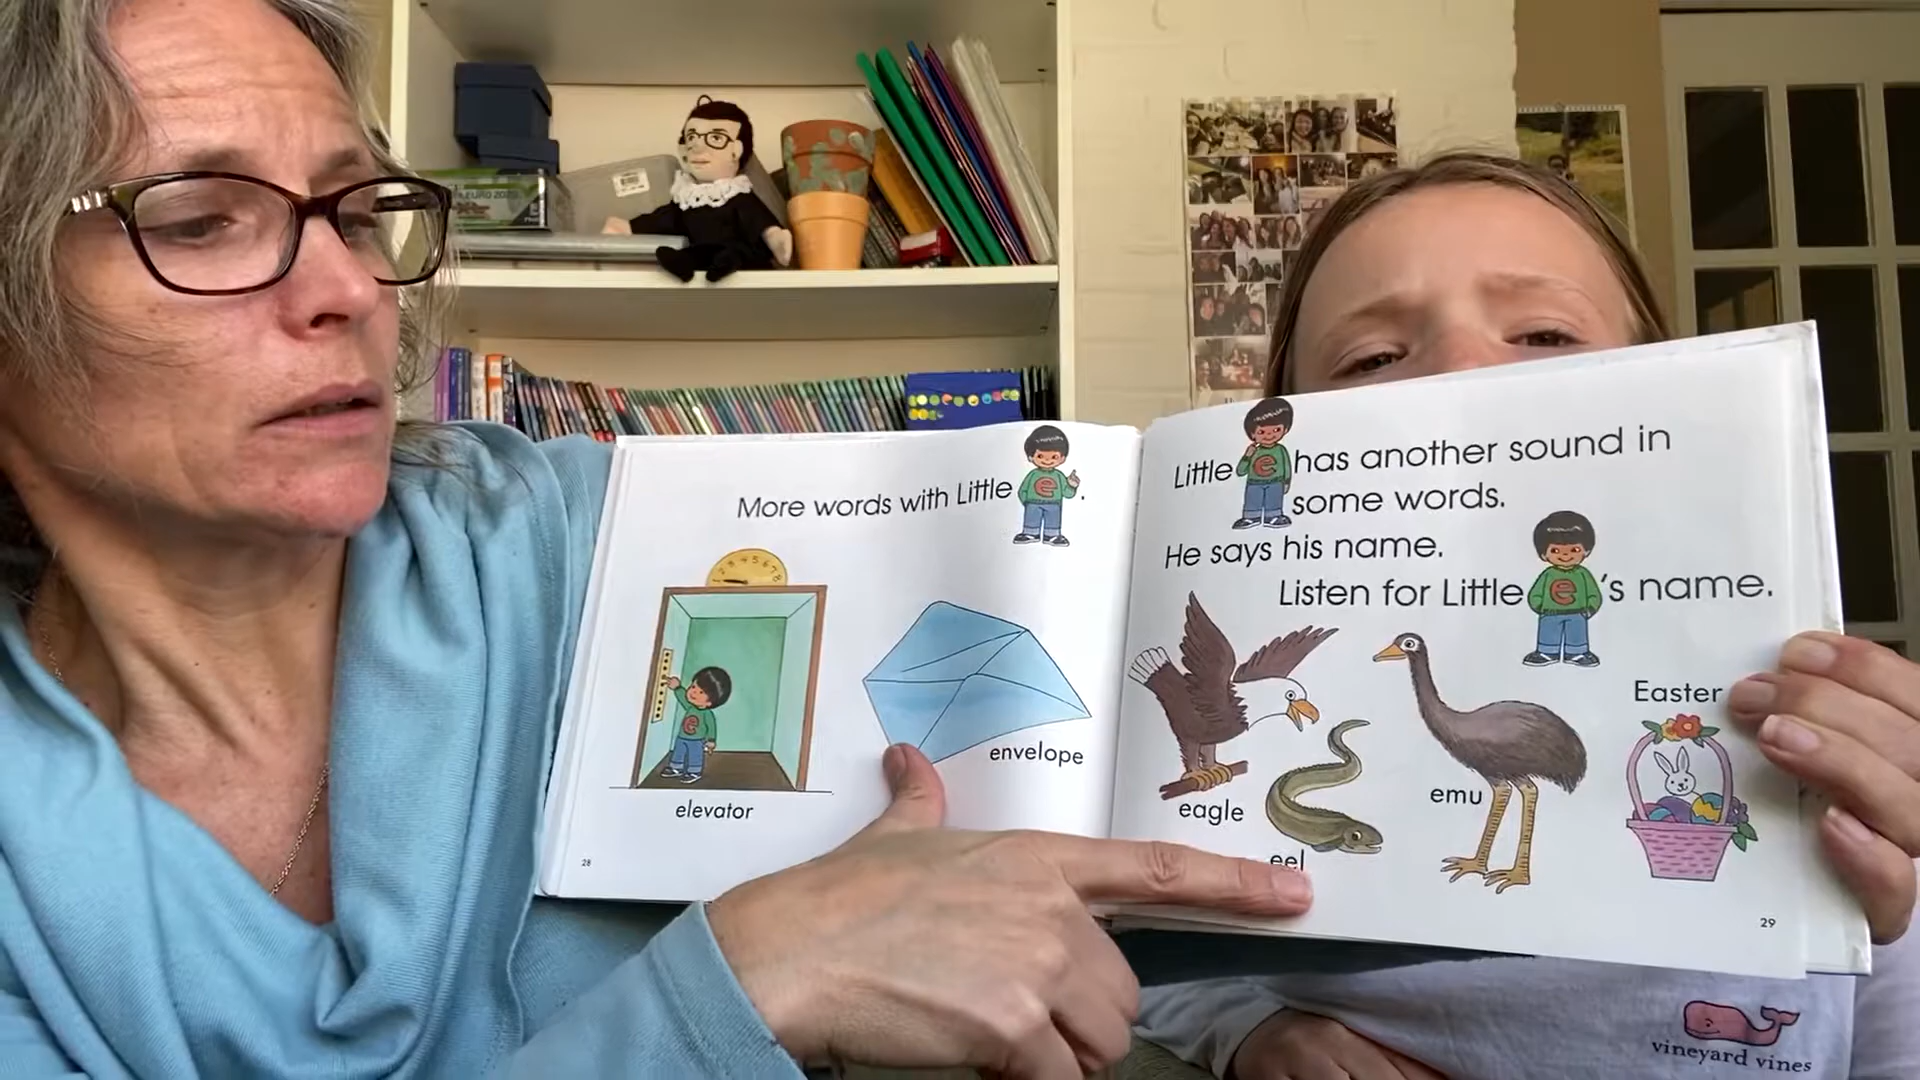 More words with Little e.
elevator
envelope
28
Little e has another sound in
some words.
He says his name.
Listen for Little e's name.
eagle
eel
emu
Easter
29
vineyard vines